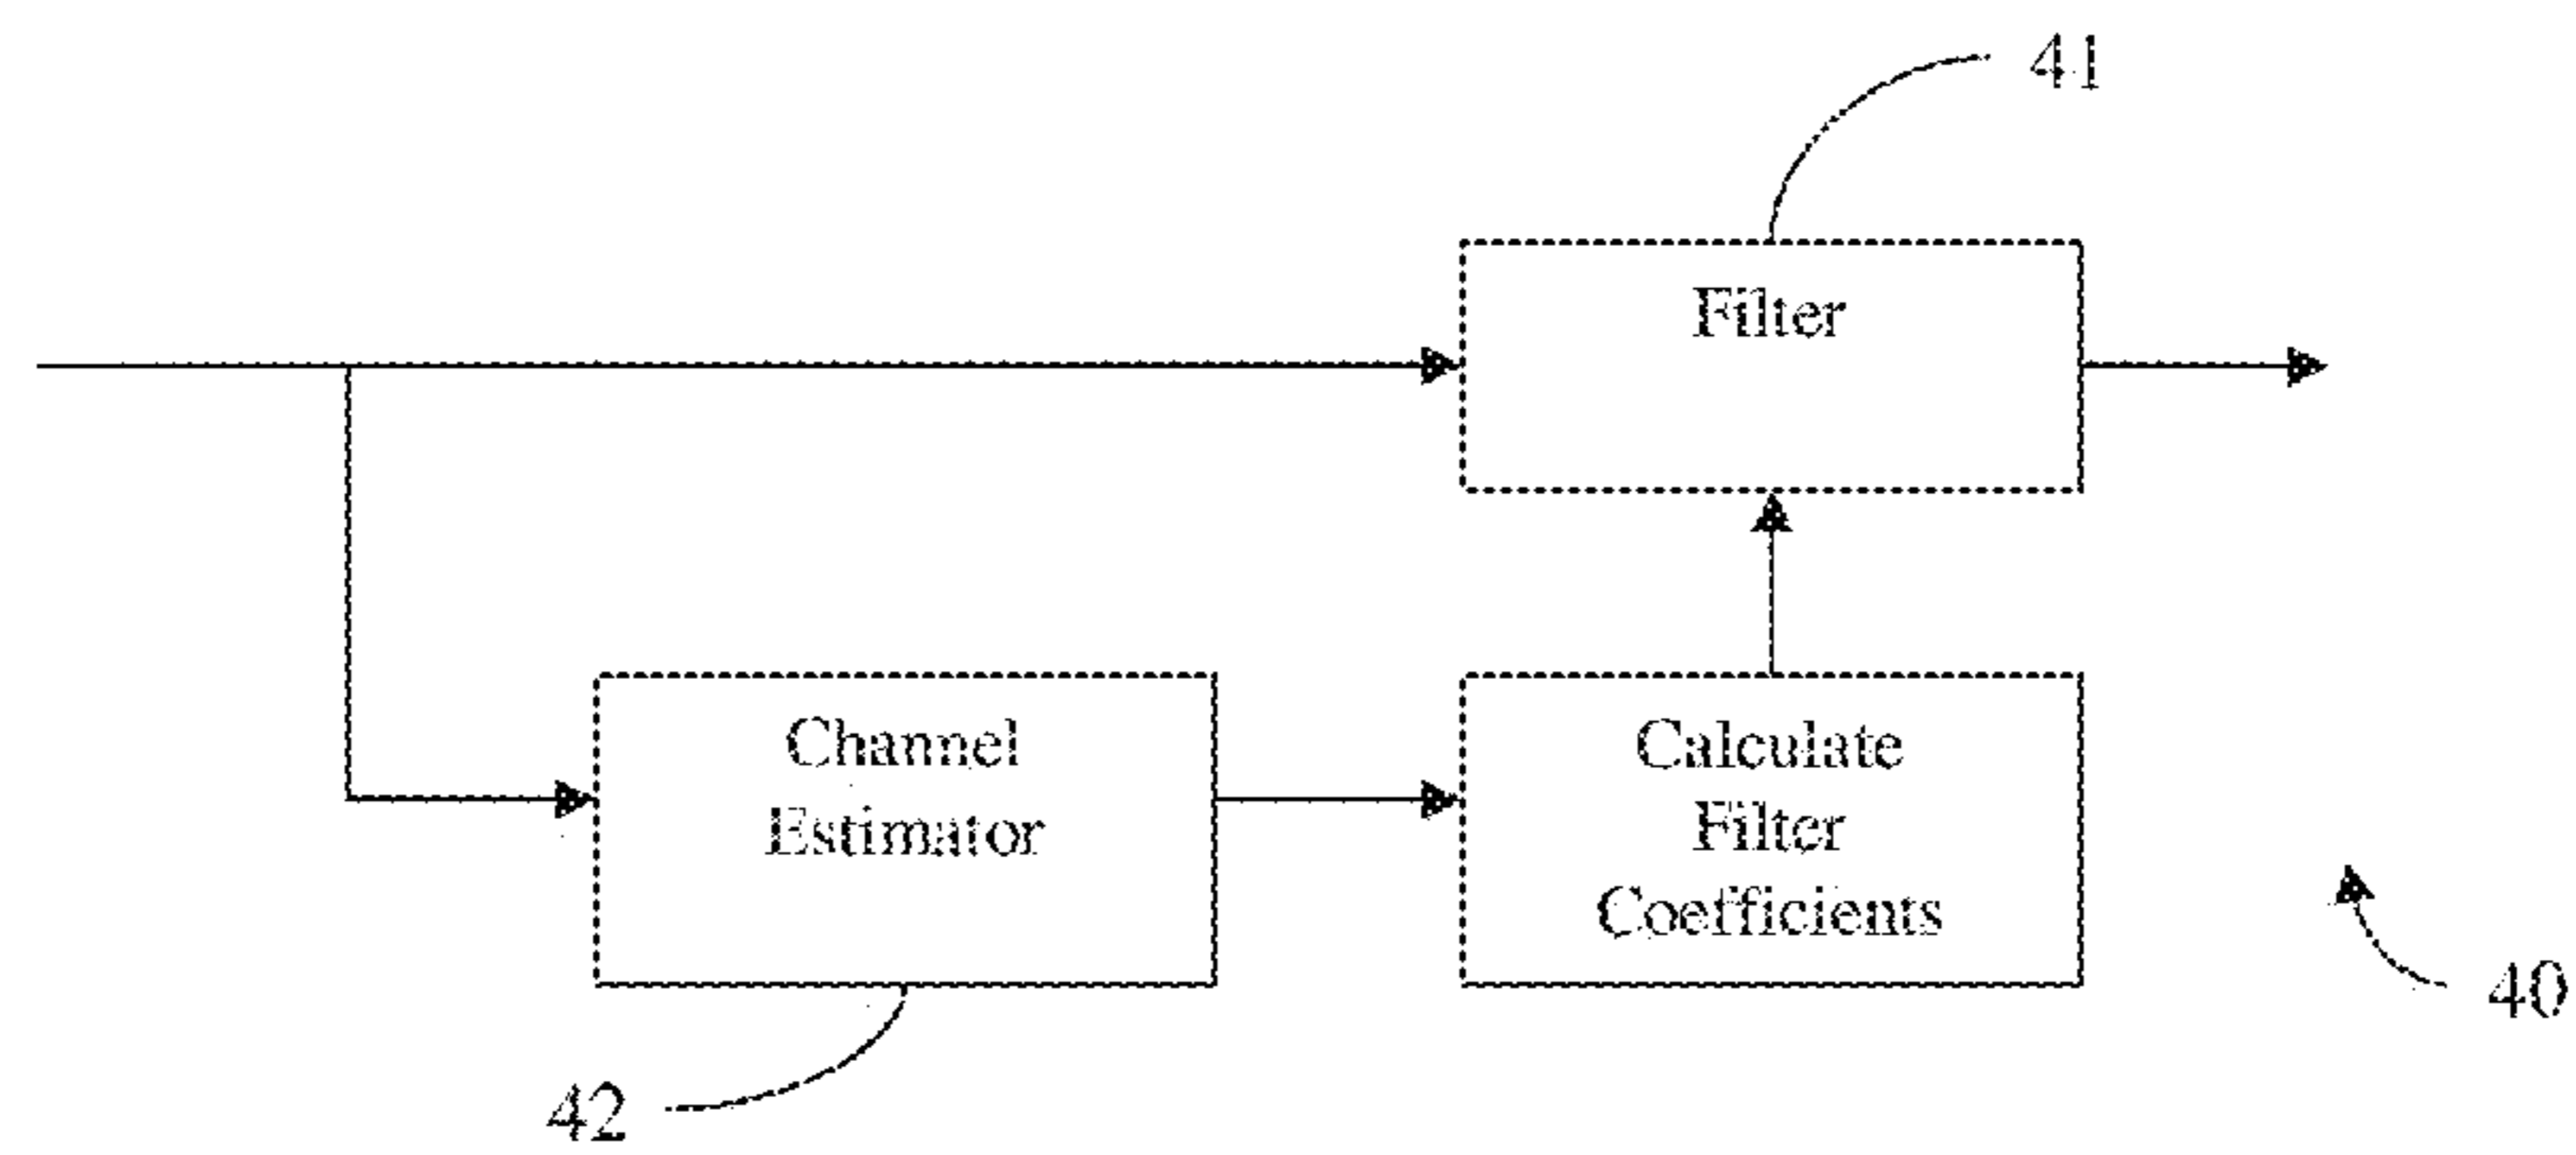 41
Filter
Channel
Estimator
Calculate
Filter
Coefficients
40
42